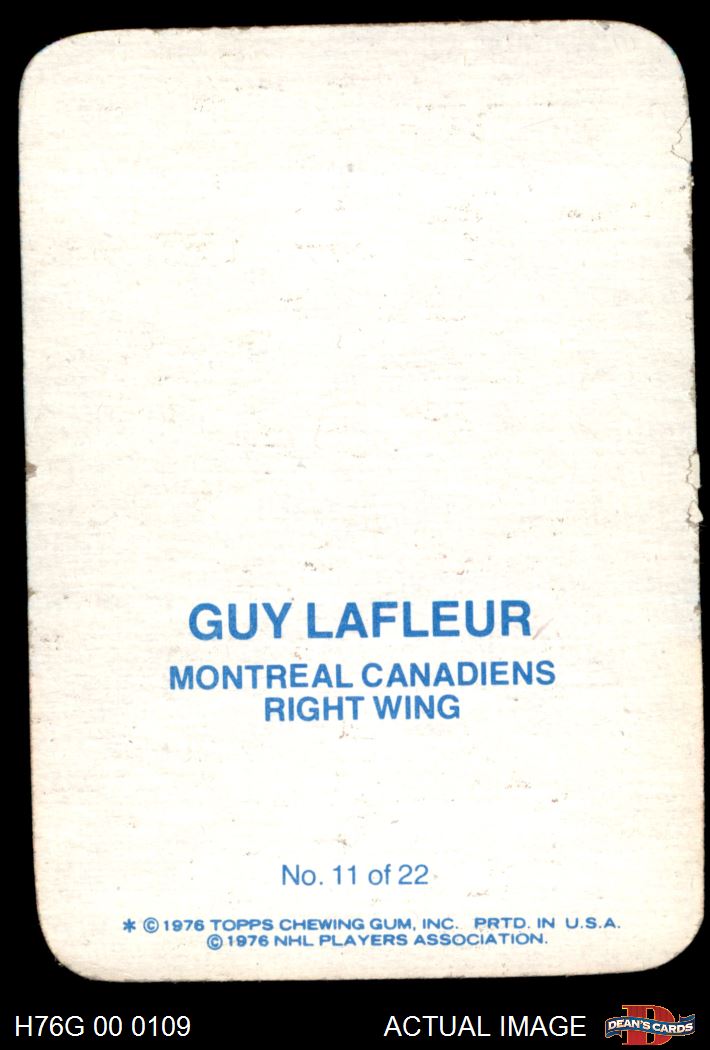 GUY LAFLEUR
MONTREAL CANADIENS
RIGHT WING
No. 11 of 22
* © 1976 TOPPS CHEWING GUM, INC. PRTD. IN U.S.A.
© 1976 NHL PLAYERS ASSOCIATION.
H76G 00 0109 ACTUAL IMAGE DEAN'S CARDS